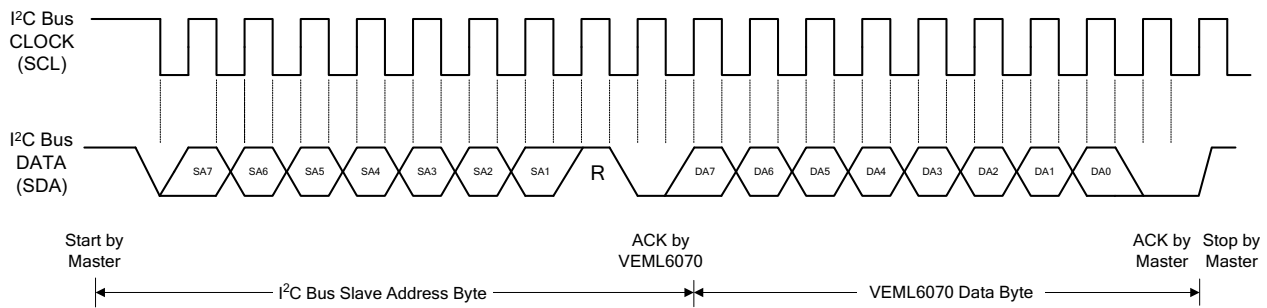 I²C Bus
CLOCK
(SCL)
I²C Bus
DATA
(SDA)
SA7 SA6 SA5 SA4 SA3 SA2 SA1 R DA7 DA6 DA5 DA4 DA3 DA2 DA1 DA0
Start by
Master
ACK by
VEML6070
ACK by
Master
Stop by
Master
I²C Bus Slave Address Byte
VEML6070 Data Byte